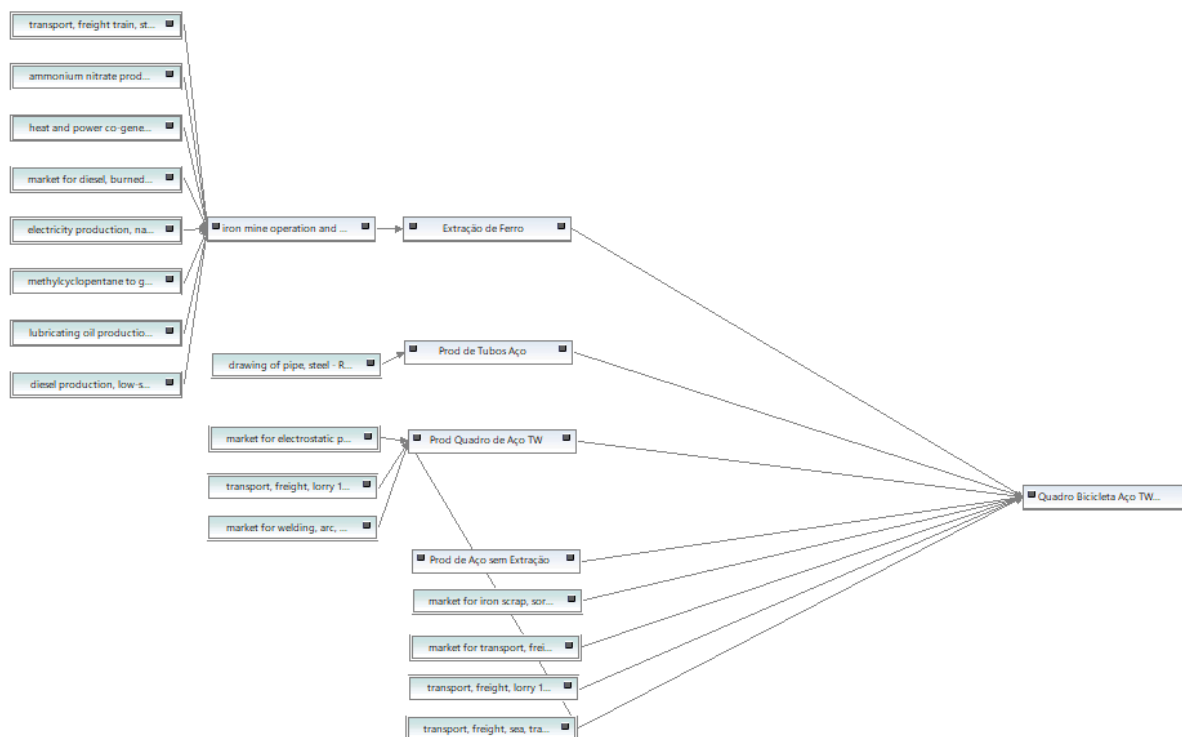 transport, freight train, st...
ammonium nitrate prod...
heat and power co-gene...
market for diesel, burned...
electricity production, na...
methylcyclopentane to g...
lubricating oil productio...
diesel production, low-s...
iron mine operation and ...
Extração de Ferro
drawing of pipe, steel - R...
Prod de Tubos Aço
market for electrostatic p...
transport, freight, lorry 1...
market for welding, arc, ...
Prod Quadro de Aço TW
Prod de Aço sem Extração
market for iron scrap, sor...
market for transport, frei...
transport, freight, lorry 1...
transport, freight, sea, tra...
Quadro Bicicleta Aço TW...